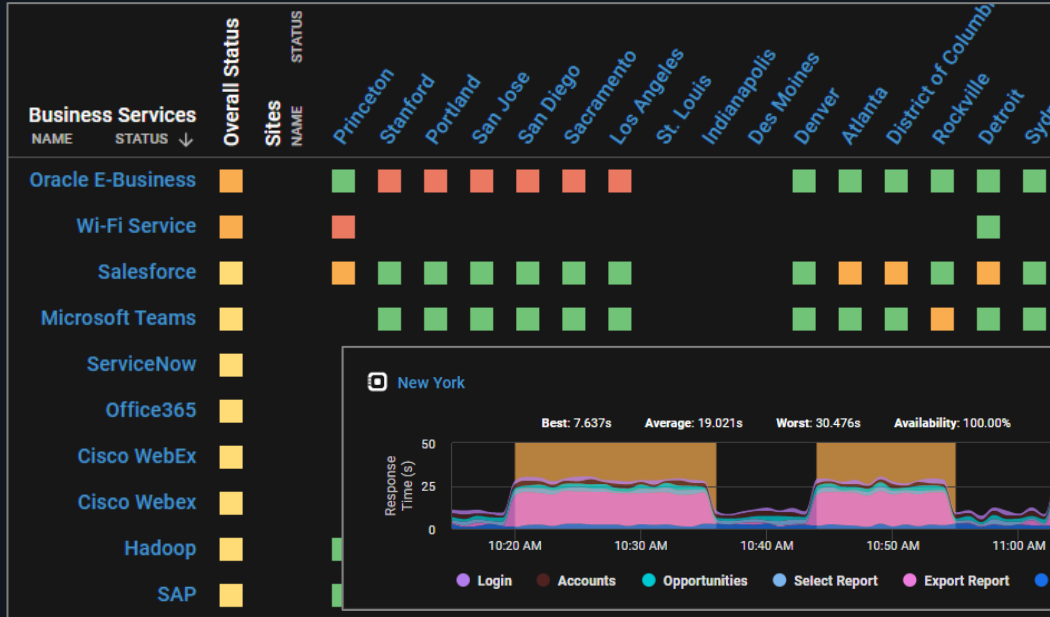 Business Services
NAME STATUS ↓
Overall Status
Sites
NAME STATUS
Princeton
Stanford
Portland
San Jose
San Diego
Sacramento
Los Angeles
St. Louis
Indianapolis
Des Moines
Denver
Atlanta
District of Columbi
Rockville
Detroit
Sydn
Oracle E-Business
Wi-Fi Service
Salesforce
Microsoft Teams
ServiceNow
Office365
Cisco WebEx
Cisco Webex
Hadoop
SAP
New York
Best: 7.637s Average: 19.021s Worst: 30.476s Availability: 100.00%
Response
Time (s)
50
25
0
10:20 AM 10:30 AM 10:40 AM 10:50 AM 11:00 AM
Login Accounts Opportunities Select Report Export Report